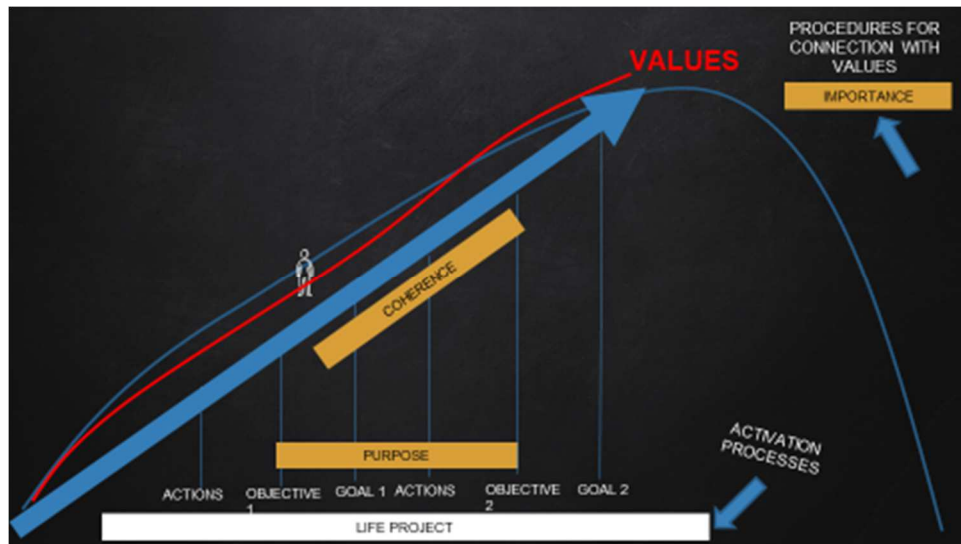 PROCEDURES FOR
CONNECTION WITH
VALUES
IMPORTANCE
VALUES
COHERENCE
PURPOSE
ACTIVATION
PROCESSES
ACTIONS
OBJECTIVE
1
GOAL 1
ACTIONS
OBJECTIVE
2
GOAL 2
LIFE PROJECT